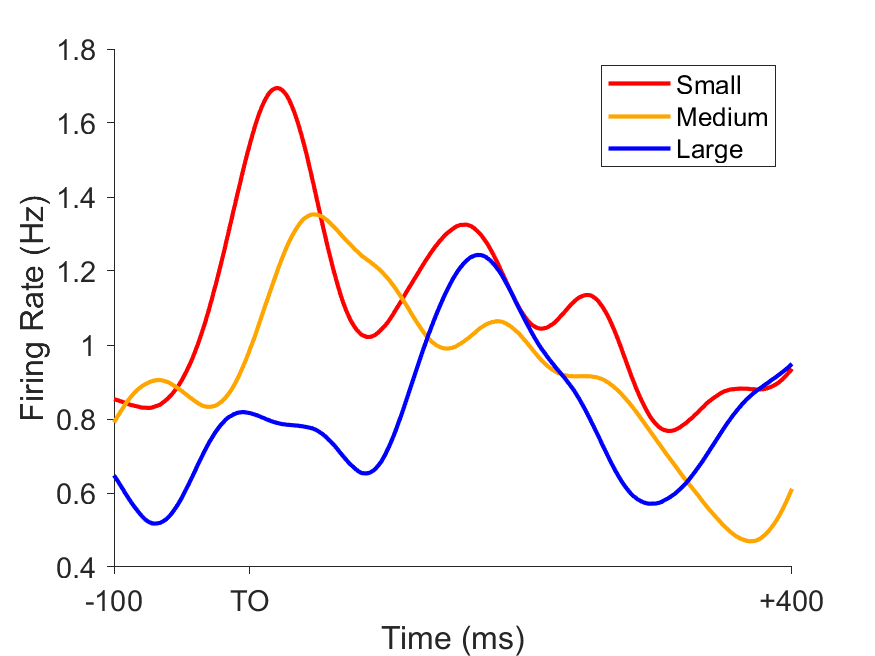 1.8
1.6
1.4
1.2
1
0.8
0.6
0.4
Firing Rate (Hz)
Small
Medium
Large
-100 TO +400
Time (ms)